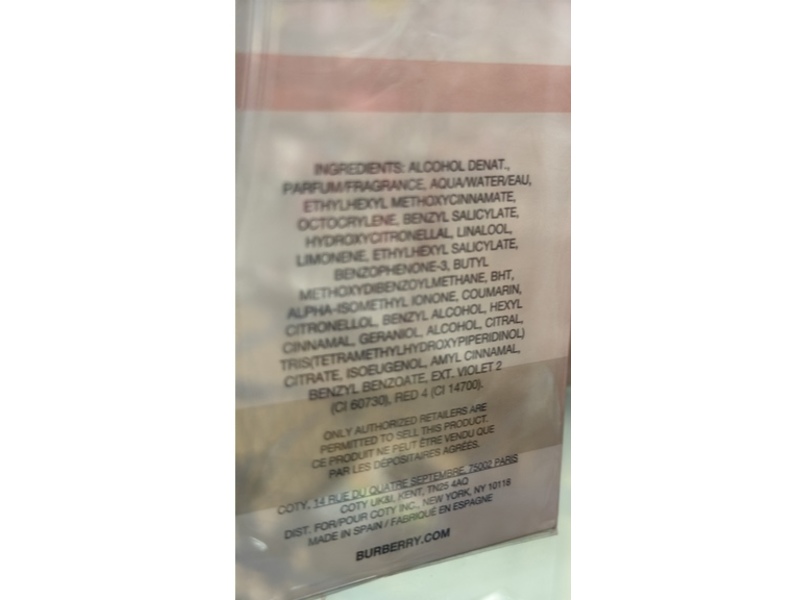 INGREDIENTS: ALCOHOL DENAT.,
PARFUM/FRAGRANCE, AQUA/WATER/EAU,
ETHYLHEXYL METHOXYCINNAMATE,
OCTOCRYLENE, BENZYL SALICYLATE,
HYDROXYCITRONELLAL, LINALOOL,
LIMONENE, ETHYLHEXYL SALICYLATE,
BENZOPHENONE-3, BUTYL
METHOXYDIBENZOYLMETHANE, BHT,
ALPHA-ISOMETHYL IONONE, COUMARIN,
CITRONELLOL, BENZYL ALCOHOL, HEXYL
CINNAMAL, GERANIOL, ALCOHOL, CITRAL,
TRIS(TETRAMETHYLHYDROXYPIPERIDINOL)
CITRATE, ISOEUGENOL, AMYL CINNAMAL,
BENZYL BENZOATE, EXT. VIOLET 2
(CI 60730), RED 4 (CI 14700).
ONLY AUTHORIZED RETAILERS ARE
PERMITTED TO SELL THIS PRODUCT.
CE PRODUIT NE PEUT ÊTRE VENDU QUE
PAR LES DÉPOSITAIRES AGRÉÉS.
COTY, 14 RUE DU QUATRE SEPTEMBRE, 75002 PARIS
COTY UK&I, KENT, TN25 4AQ
DIST. FOR/POUR COTY INC., NEW YORK, NY 10118
MADE IN SPAIN / FABRIQUÉ EN ESPAGNE
BURBERRY.COM